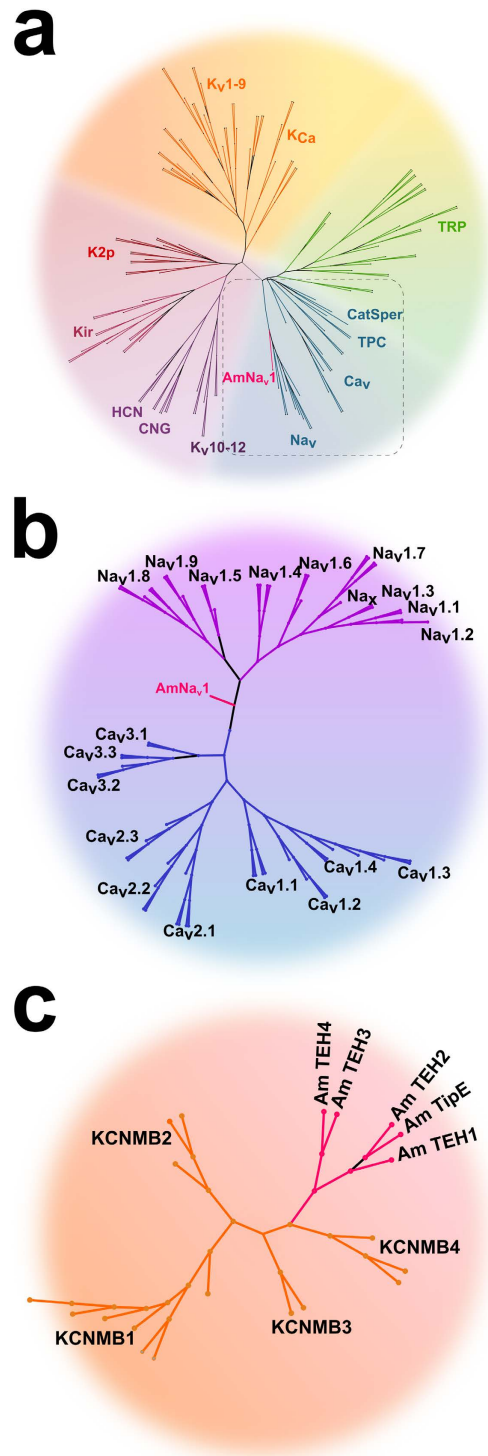 a
Kv1-9
KCa
TRP
K2p
CatSper
Kir
TPC
AmNav1
Cav
HCN
CNG
Kv10-12
Nav
b
Nav1.9
Nav1.6
Nav1.7
Nav1.8
Nav1.5
Nav1.4
Nax
Nav1.3
Nav1.1
Nav1.2
AmNav1
Cav3.1
Cav3.3
Cav3.2
Cav2.3
Cav1.4
Cav1.3
Cav2.2
Cav1.1
Cav1.2
Cav2.1
c
Am TEH4
Am TEH3
Am TEH2
Am TipE
Am TEH1
KCNMB2
KCNMB4
KCNMB3
KCNMB1